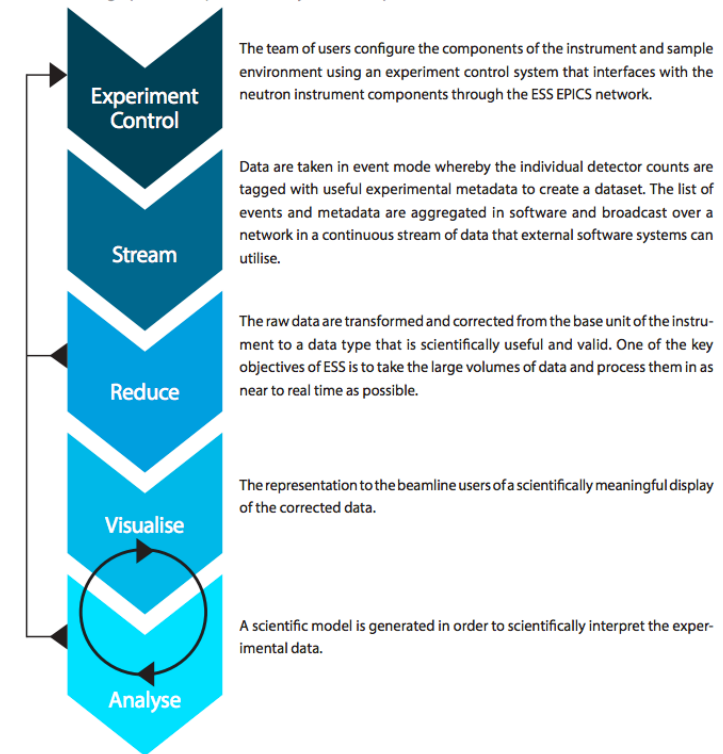 Experiment
Control
The team of users configure the components of the instrument and sample
environment using an experiment control system that interfaces with the
neutron instrument components through the ESS EPICS network.
Stream
Data are taken in event mode whereby the individual detector counts are
tagged with useful experimental metadata to create a dataset. The list of
events and metadata are aggregated in software and broadcast over a
network in a continuous stream of data that external software systems can
utilise.
Reduce
The raw data are transformed and corrected from the base unit of the instru-
ment to a data type that is scientifically useful and valid. One of the key
objectives of ESS is to take the large volumes of data and process them in as
near to real time as possible.
Visualise
The representation to the beamline users of a scientifically meaningful display
of the corrected data.
Analyse
A scientific model is generated in order to scientifically interpret the exper-
imental data.